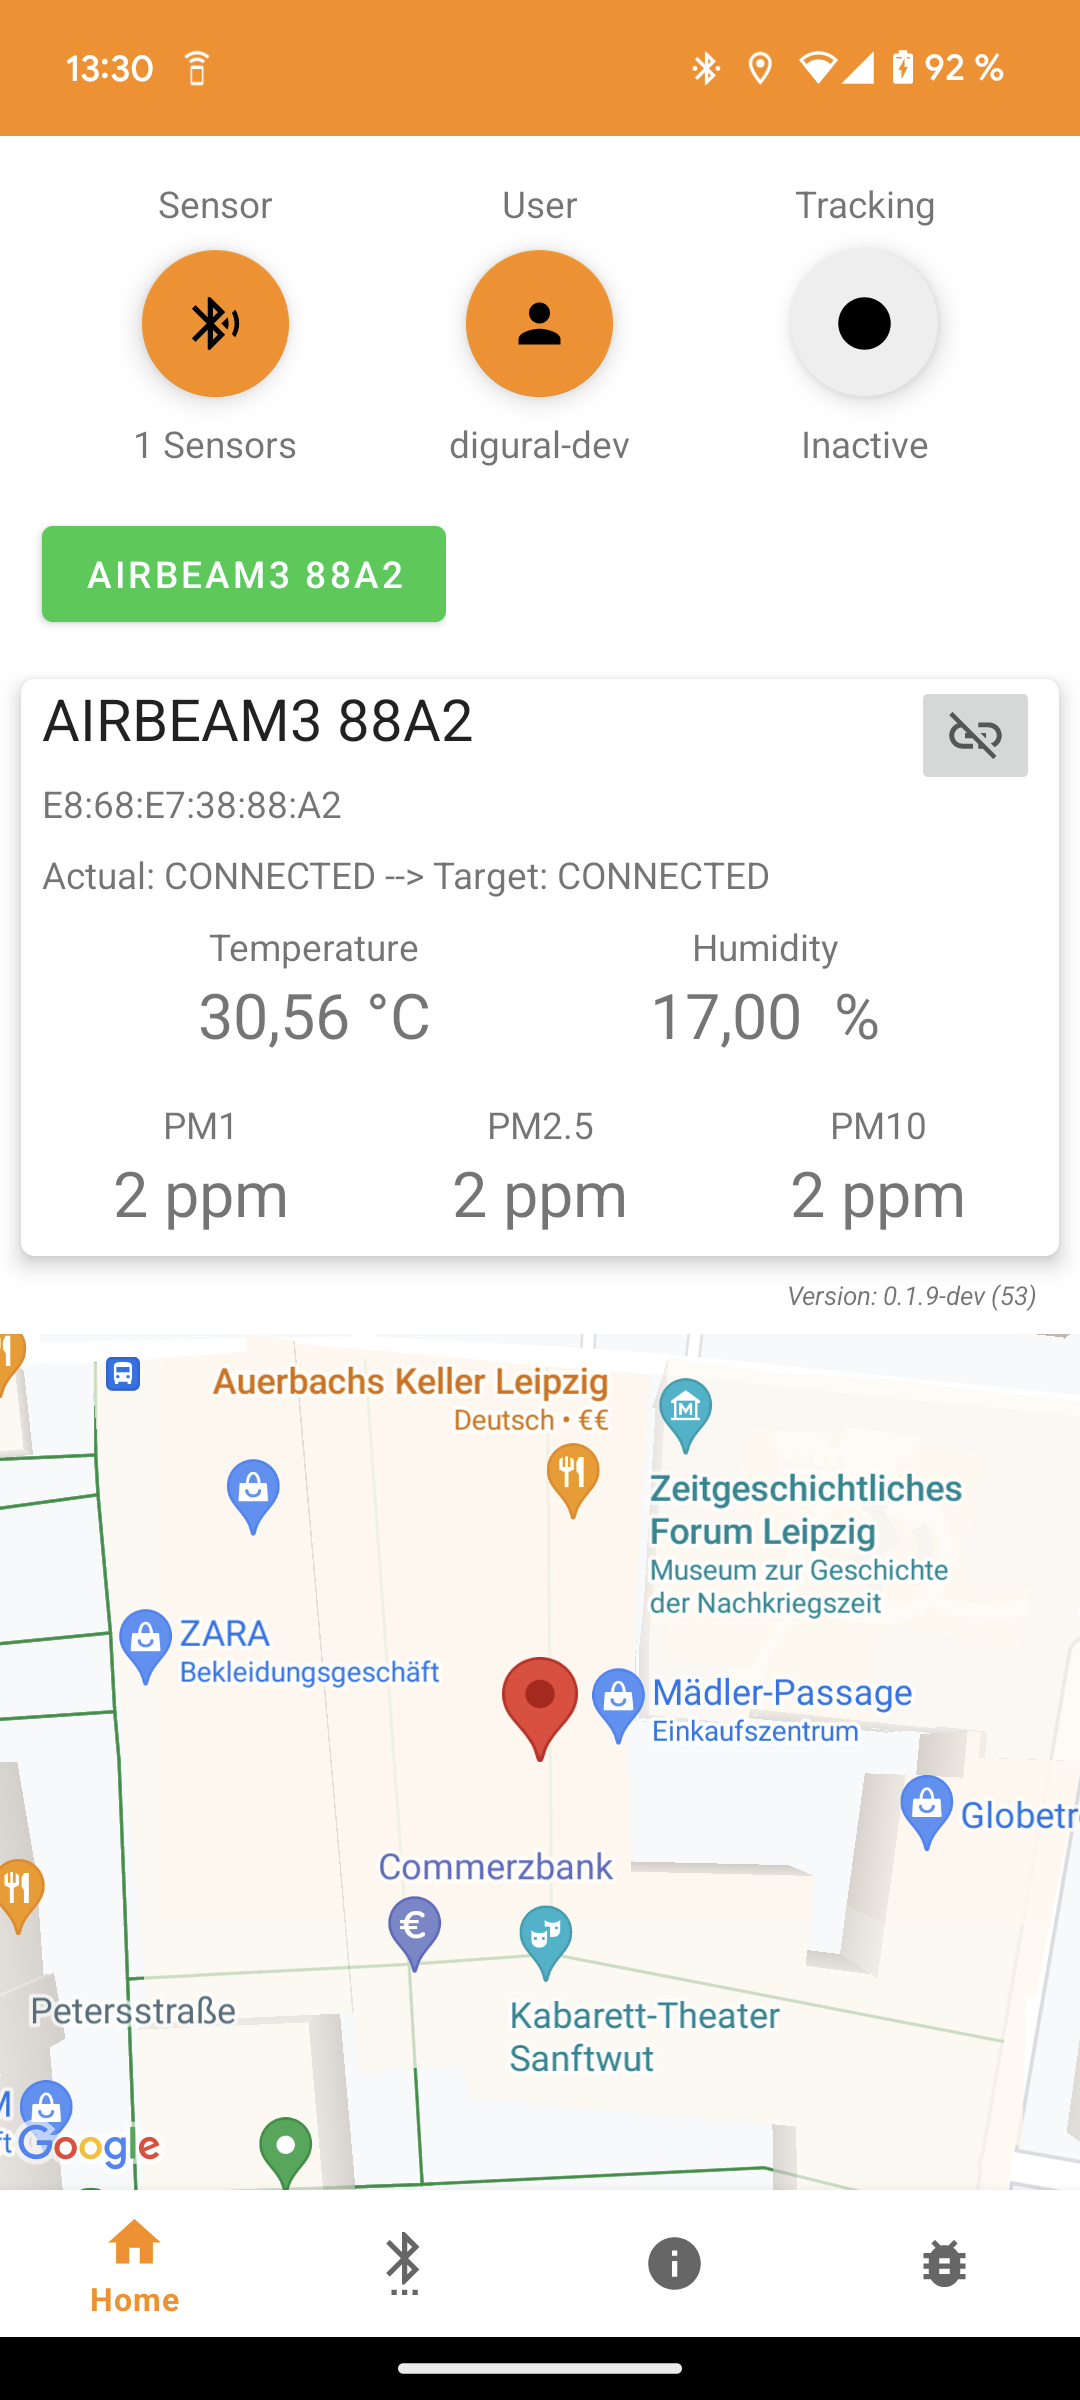 13:30
92 %
Sensor
User
Tracking
1 Sensors
digural-dev
Inactive
AIRBEAM3 88A2
AIRBEAM3 88A2
E8:68:E7:38:88:A2
Actual: CONNECTED --> Target: CONNECTED
Temperature
Humidity
30,56 °C
17,00 %
PM1
PM2.5
PM10
2 ppm
2 ppm
2 ppm
Version: 0.1.9-dev (53)
Auerbachs Keller Leipzig
Deutsch • €€
Zeitgeschichtliches
Forum Leipzig
Museum zur Geschichte
der Nachkriegszeit
ZARA
Bekleidungsgeschäft
Mädler-Passage
Einkaufszentrum
Globetr
Commerzbank
Kabarett-Theater
Sanftwut
Petersstraße
Google
Home